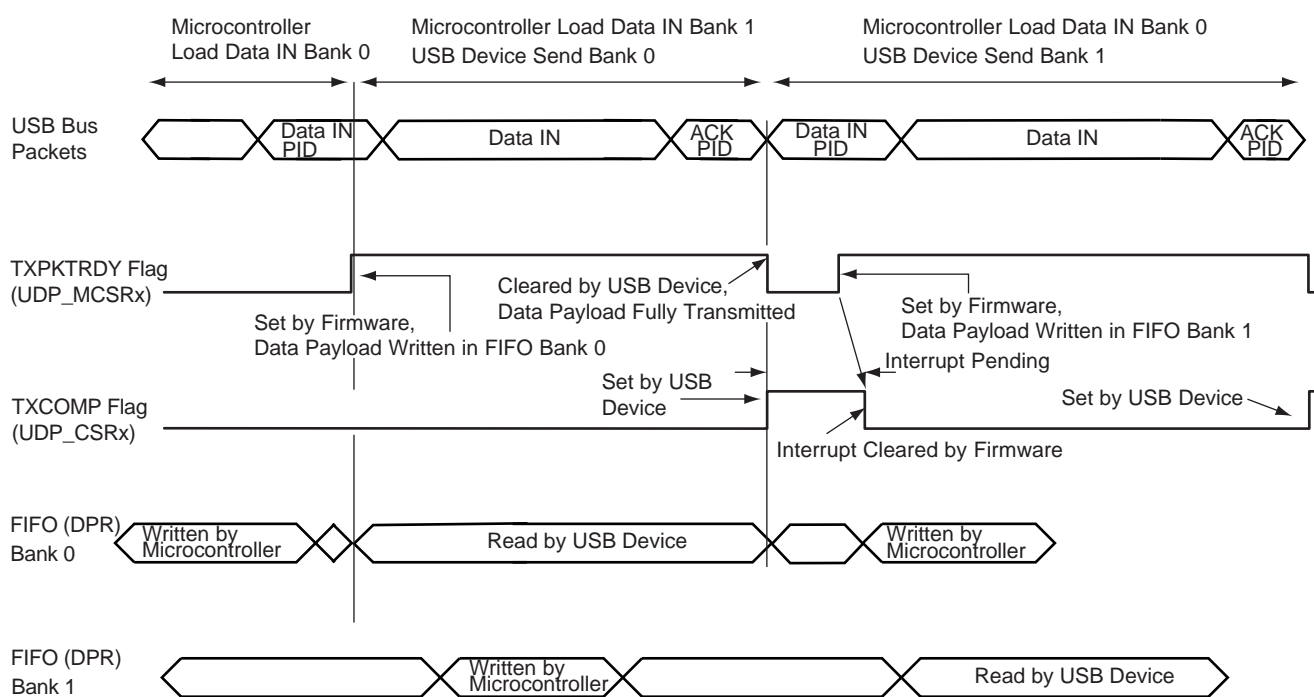 Microcontroller
Load Data IN Bank 0
Microcontroller Load Data IN Bank 1
USB Device Send Bank 0
Microcontroller Load Data IN Bank 0
USB Device Send Bank 1
USB Bus
Packets
Data IN
PID
Data IN
ACK
PID
Data IN
PID
Data IN
ACK
PID
TXPKTRDY Flag
(UDP_MCSRx)
Set by Firmware,
Data Payload Written in FIFO Bank 0
Cleared by USB Device,
Data Payload Fully Transmitted
Set by Firmware,
Data Payload Written in FIFO Bank 1
Interrupt Pending
TXCOMP Flag
(UDP_CSRx)
Set by USB
Device
Set by USB Device
Interrupt Cleared by Firmware
FIFO (DPR)
Bank 0
Written by
Microcontroller
Read by USB Device
Written by
Microcontroller
FIFO (DPR)
Bank 1
Written by
Microcontroller
Read by USB Device